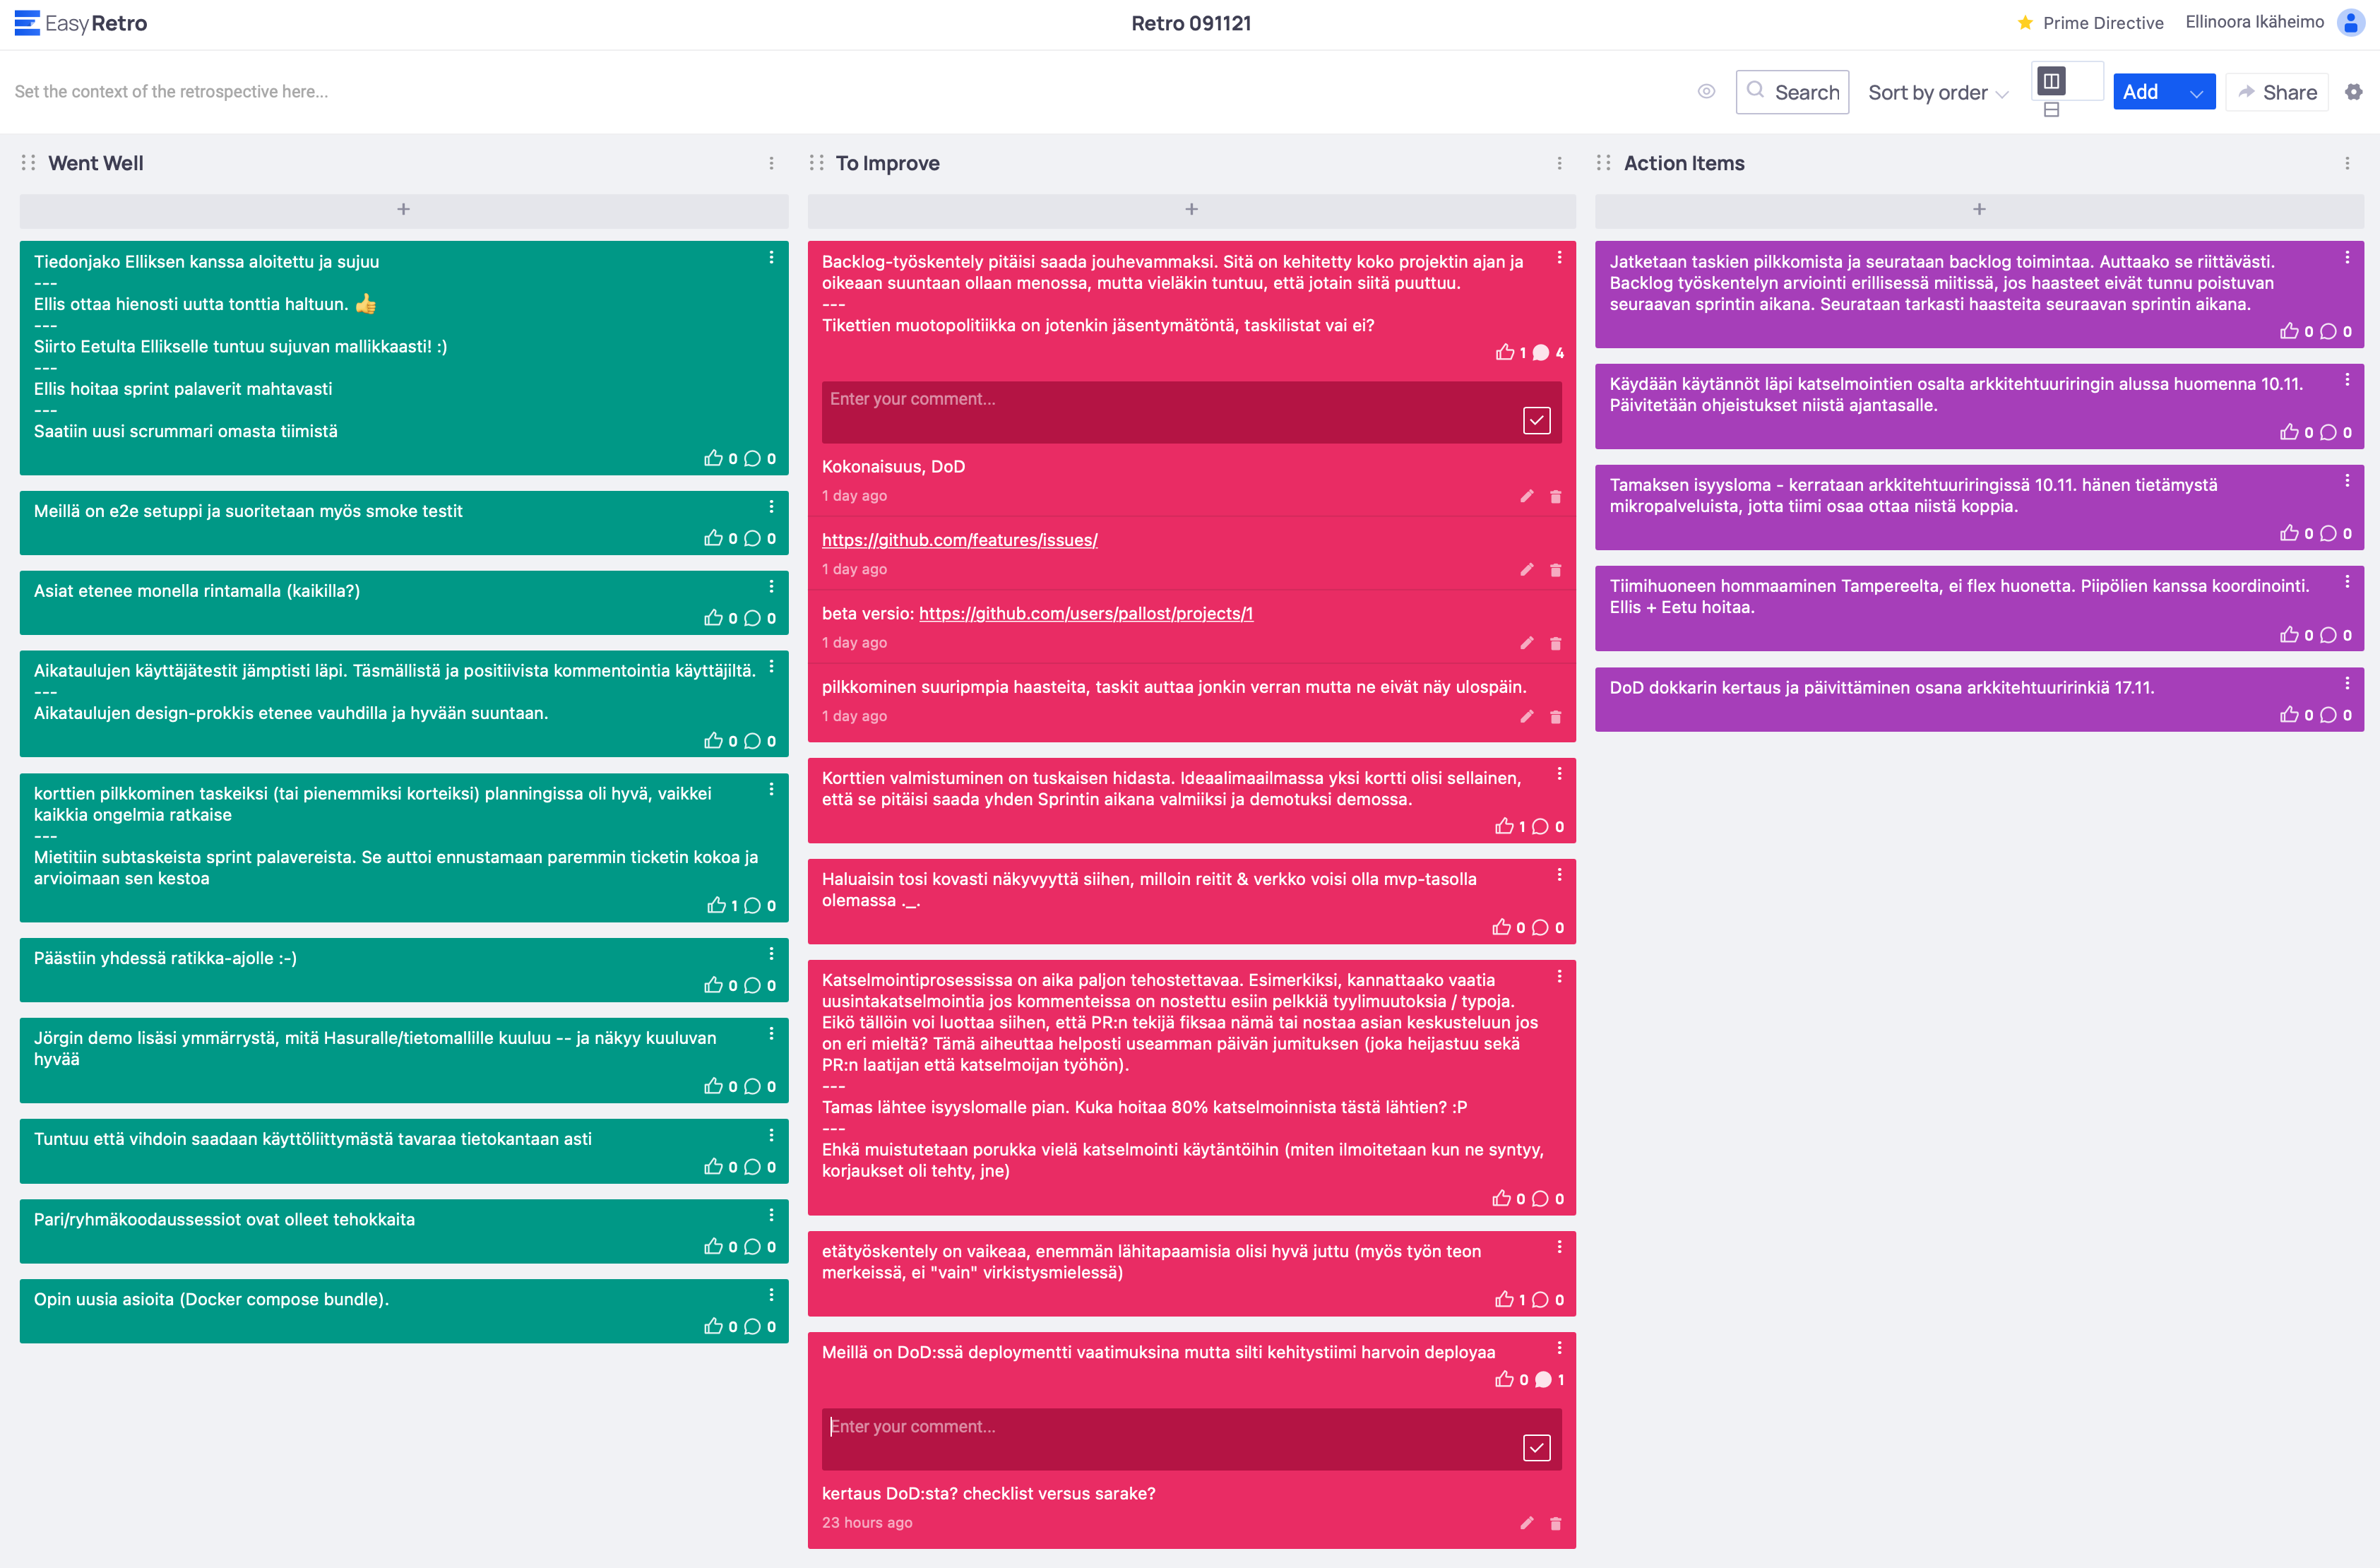 EasyRetro
Retro 091121
Prime Directive
Ellinoora Ikäheimo
Set the context of the retrospective here...
Search
Sort by order
Add
Share
Went Well
+
Tiedonjako Elliksen kanssa aloitettu ja sujuu
---
Ellis ottaa hienosti uutta tonttia haltuun. 👍
---
Siirto Eetulta Ellikselle tuntuu sujuvan mallikkaasti! :)
---
Ellis hoitaa sprint palaverit mahtavasti
---
Saatiin uusi scrummari omasta tiimistä
0 0
Meillä on e2e setuppi ja suoritetaan myös smoke testit
0 0
Asiat etenee monella rintamalla (kaikilla?)
0 0
Aikataulujen käyttäjätestit jämptisti läpi. Täsmällistä ja positiivista kommentointia käyttäjiltä.
---
Aikataulujen design-prokkis etenee vauhdilla ja hyvään suuntaan.
0 0
korttien pilkkominen taskeiksi (tai pienemmiksi korteiksi) planningissa oli hyvä, vaikkei
kaikkia ongelmia ratkaise
---
Mietitiin subtaskeista sprint palavereista. Se auttoi ennustamaan paremmin ticketin kokoa ja
arvioimaan sen kestoa
1 0
Päästiin yhdessä ratikka-ajolle :-)
0 0
Jörgin demo lisäsi ymmärrystä, mitä Hasuralle/tietomallille kuuluu -- ja näkyy kuuluvan
hyvää
0 0
Tuntuu että vihdoin saadaan käyttöliittymästä tavaraa tietokantaan asti
0 0
Pari/ryhmäkoodaussessiot ovat olleet tehokkaita
0 0
Opin uusia asioita (Docker compose bundle).
0 0
To Improve
+
Backlog-työskentely pitäisi saada jouhevammaksi. Sitä on kehitetty koko projektin ajan ja
oikeaan suuntaan ollaan menossa, mutta vieläkin tuntuu, että jotain siitä puuttuu.
---
Tikettien muotopolitiikka on jotenkin jäsentymätöntä, taskilistat vai ei?
1 4
Enter your comment...
Kokonaisuus, DoD
1 day ago
https://github.com/features/issues/
1 day ago
beta versio: https://github.com/users/pallost/projects/1
1 day ago
pilkkominen suuripmpia haasteita, taskit auttaa jonkin verran mutta ne eivät näy ulospäin.
1 day ago
Korttien valmistuminen on tuskaisen hidasta. Ideaalimaailmassa yksi kortti olisi sellainen,
että se pitäisi saada yhden Sprintin aikana valmiiksi ja demotuksi demossa.
1 0
Haluaisin tosi kovasti näkyvyyttä siihen, milloin reitit & verkko voisi olla mvp-tasolla
olemassa ._.
0 0
Katselmointiprosessissa on aika paljon tehostettavaa. Esimerkiksi, kannattaako vaatia
uusintakatselmointia jos kommenteissa on nostettu esiin pelkkiä tyylimuutoksia / typoja.
Eikö tällöin voi luottaa siihen, että PR:n tekijä fiksaa nämä tai nostaa asian keskusteluun jos
on eri mieltä? Tämä aiheuttaa helposti useamman päivän jumituksen (joka heijastuu sekä
PR:n laatijan että katselmoijan työhön).
---
Tamas lähtee isyyslomalle pian. Kuka hoitaa 80% katselmoinnista tästä lähtien? :P
---
Ehkä muistutetaan porukka vielä katselmointi käytäntöihin (miten ilmoitetaan kun ne syntyy,
korjaukset oli tehty, jne)
0 0
etätyöskentely on vaikeaa, enemmän lähitapaamisia olisi hyvä juttu (myös työn teon
merkeissä, ei "vain" virkistysmielessä)
1 0
Meillä on DoD:ssä deploymentti vaatimuksina mutta silti kehitystiimi harvoin deployaa
0 1
Enter your comment...
kertaus DoD:sta? checklist versus sarake?
23 hours ago
Action Items
+
Jatketaan taskien pilkkomista ja seurataan backlog toimintaa. Auttaako se riittävästi.
Backlog työskentelyn arviointi erillisessä miitissä, jos haasteet eivät tunnu poistuvan
seuraavan sprintin aikana. Seurataan tarkasti haasteita seuraavan sprintin aikana.
0 0
Käydään käytännöt läpi katselmointien osalta arkkitehtuuriringin alussa huomenna 10.11.
Päivitetään ohjeistukset niistä ajantasalle.
0 0
Tamaksen isyysloma - kerrataan arkkitehtuuriringissä 10.11. hänen tietämystä
mikropalveluista, jotta tiimi osaa ottaa niistä koppia.
0 0
Tiimihuoneen hommaaminen Tampereelta, ei flex huonetta. Piipölien kanssa koordinointi.
Ellis + Eetu hoitaa.
0 0
DoD dokkarin kertaus ja päivittäminen osana arkkitehtuuririnkiä 17.11.
0 0